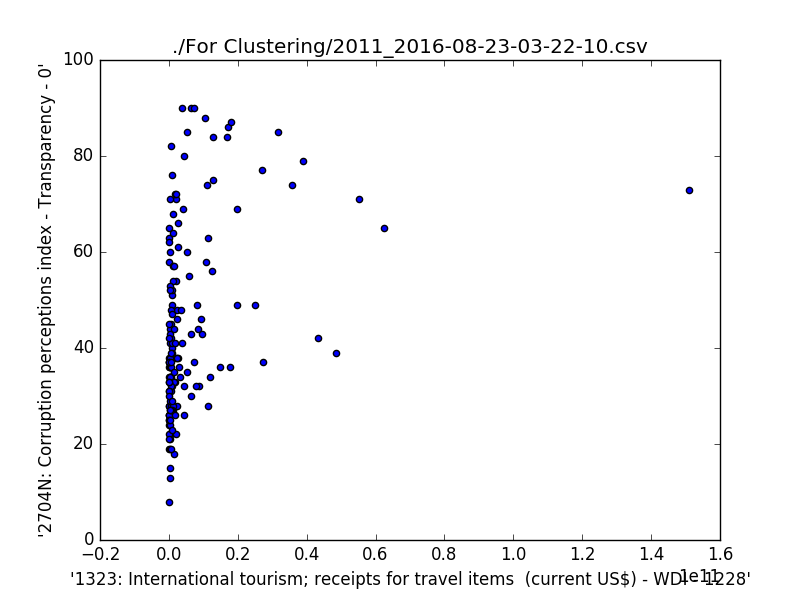 ./For Clustering/2011_2016-08-23-03-22-10.csv
100
80
60
40
20
0
'2704N: Corruption perceptions index - Transparency - 0'
−0.2 0.0 0.2 0.4 0.6 0.8 1.0 1.2 1.4 1.6
1e11
'1323: International tourism; receipts for travel items (current US$) - WDI - 1228'